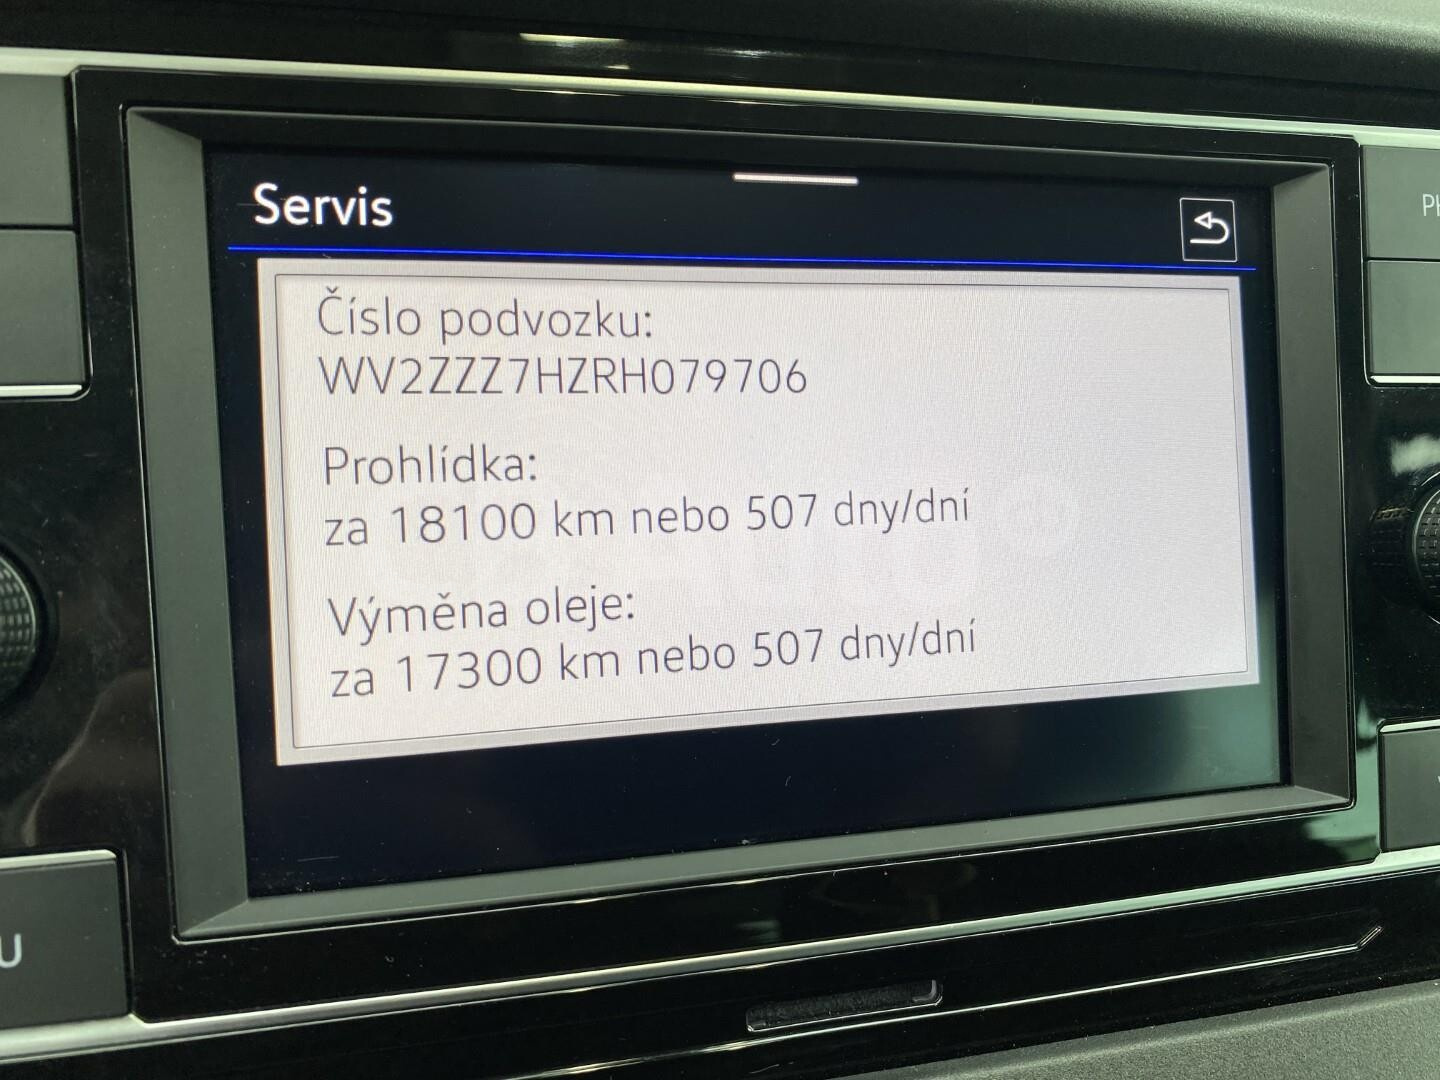 Servis
Číslo podvozku:
WV2ZZZ7HZRH079706
Prohlídka:
za 18100 km nebo 507 dny/dní
Výměna oleje:
za 17300 km nebo 507 dny/dní